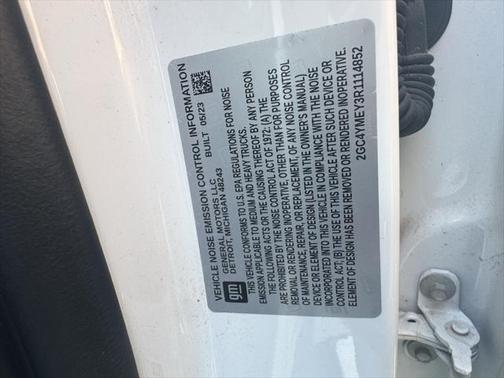 VEHICLE NOISE EMISSION CONTROL INFORMATION
BUILT 05/23
GENERAL MOTORS LLC
DETROIT, MICHIGAN 48243
gm
THIS VEHICLE CONFORMS TO U.S. EPA REGULATIONS FOR NOISE
EMISSION APPLICABLE TO MEDIUM AND HEAVY TRUCKS.
THE FOLLOWING ACTS OR THE CAUSING THEREOF BY ANY PERSON
ARE PROHIBITED BY THE NOISE CONTROL ACT OF 1972: (A) THE
REMOVAL OR RENDERING INOPERATIVE, OTHER THAN FOR PURPOSES
OF MAINTENANCE, REPAIR, OR REPLACEMENT, OF ANY NOISE CONTROL
DEVICE OR ELEMENT OF DESIGN (LISTED IN THE OWNER'S MANUAL)
INCORPORATED INTO THIS VEHICLE IN COMPLIANCE WITH THE NOISE
CONTROL ACT; (B) THE USE OF THIS VEHICLE AFTER SUCH DEVICE OR
ELEMENT OF DESIGN HAS BEEN REMOVED OR RENDERED INOPERATIVE.
2GC4YMEY3R1114852